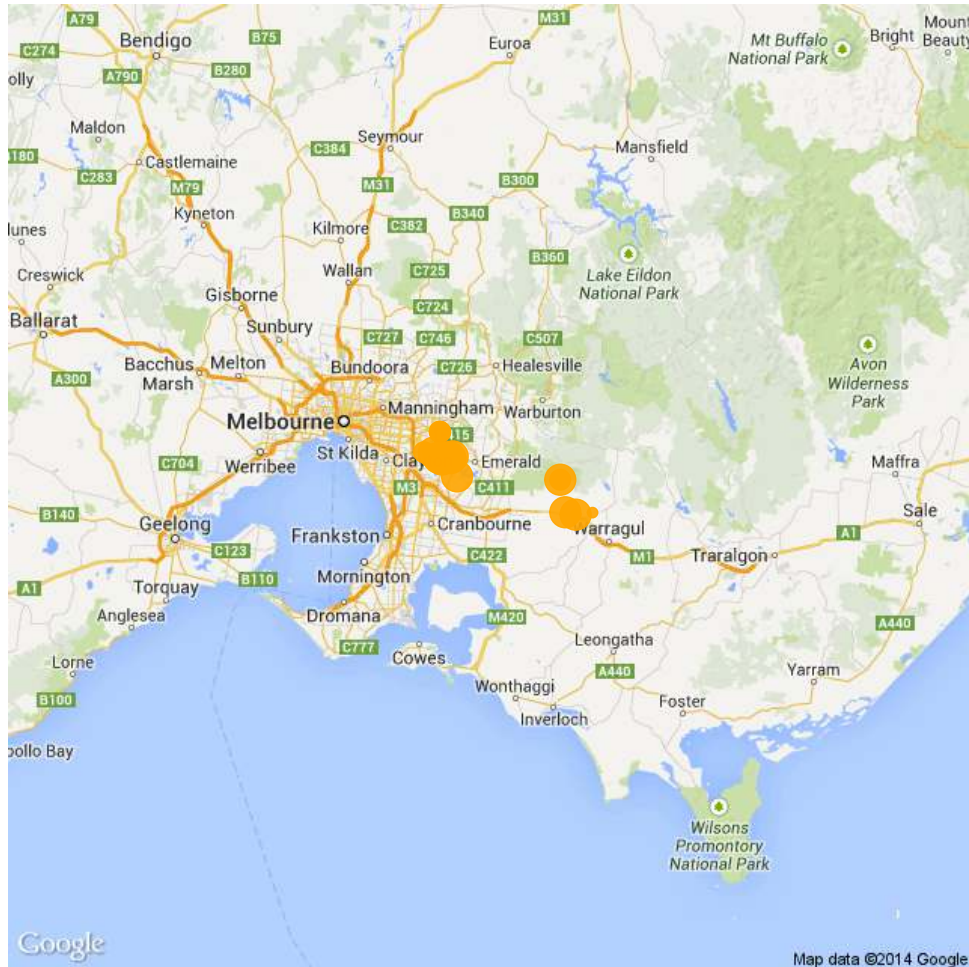 A79
M31
Mount
Beauty
Bendigo
B75
Bright
Euroa
Mt Buffalo
National Park
C274
B280
olly
A790
Maldon
Seymour
C384
Mansfield
B180
Castlemaine
C283
M79
M31
B300
Kyneton
B340
C382
lunes
Kilmore
B360
Creswick
Wallan
C725
Lake Eildon
National Park
Gisborne
C724
Ballarat
Sunbury
C727
C746
C507
Avon
Wilderness
Park
Bacchus
Marsh
Melton
Bundoora
C726
Healesville
A300
Manningham
Warburton
Melbourne
C704
St Kilda
Clay
Emerald
Werribee
Maffra
M3
C411
B140
Geelong
Cranbourne
Sale
Frankston
Warragul
A1
C123
C422
M1
Traralgon
A1
B110
Mornington
Torquay
Dromana
M420
Anglesea
A440
C777
Leongatha
Cowes
A440
Lorne
Yarram
B100
Wonthaggi
Foster
Inverloch
pollo Bay
Wilsons
Promontory
National Park
Google
Map data ©2014 Google